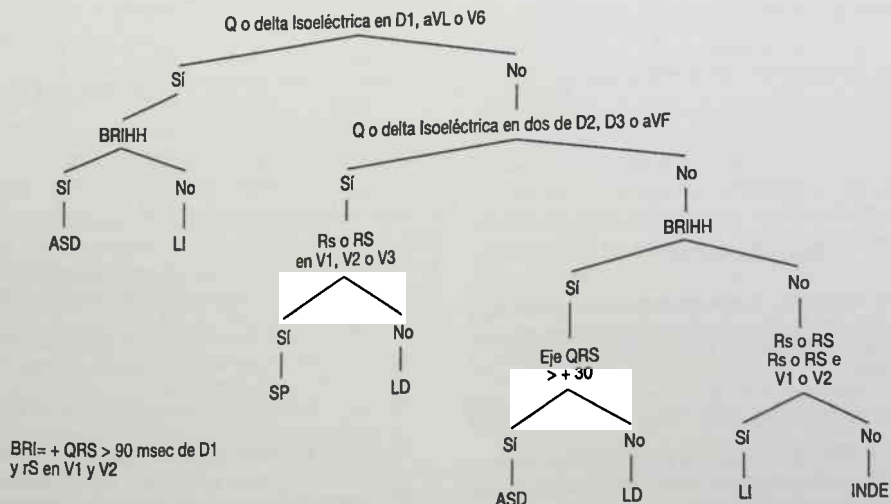 Q o delta Isoeléctrica en D1, aVL o V6
Sí
No
BRIHH
Q o delta Isoeléctrica en dos de D2, D3 o aVF
Sí
No
Sí
No
ASD
LI
Rs o RS
en V1, V2 o V3
BRIHH
Sí
No
Sí
No
SP
LD
Eje QRS
> + 30
Rs o RS
Rs o RS e
V1 o V2
Sí
No
Sí
No
ASD
LD
LI
INDE
BRI= + QRS > 90 msec de D1
y rS en V1 y V2